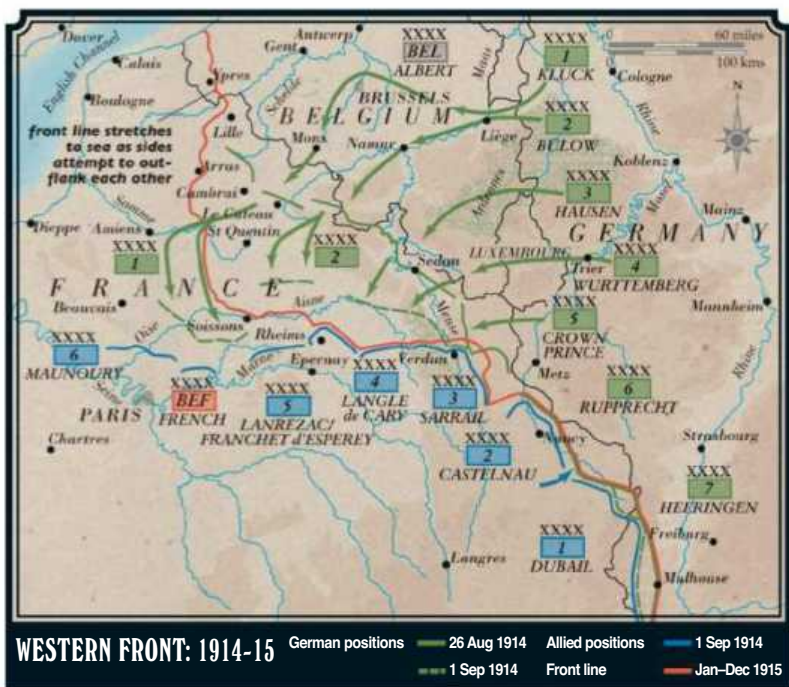 Dover
Calais
English Channel
Boulogne
Antwerp
Gent
Ypres
Schelde
XXXX
BEL
ALBERT
Maas
XXXX
1
KLUCK
60 miles
100 kms
Cologne
N
BRUSSELS
BELGIUM
front line stretches
to sea as sides
attempt to out-
flank each other
Lille
Mons
Namur
Liège
XXXX
2
BULOW
Rhine
Koblenz
Arras
Cambrai
Le Cateau
St Quentin
Somme
Dieppe
Amiens
Ardennes
XXXX
3
HAUSEN
Mosel
Mainz
GERMANY
XXXX
1
XXXX
2
Sedan
LUXEMBOURG
Trier
XXXX
4
WURTTEMBERG
FRANCE
Beauvais
Aisne
Meuse
XXXX
5
CROWN
PRINCE
Mannheim
Oise
Soissons
Rheims
XXXX
6
MAUNOURY
Marne
Epernay
Verdun
Metz
Rhine
Seine
PARIS
XXXX
BEF
FRENCH
XXXX
5
LANREZAC/
FRANCHET d'ESPEREY
XXXX
4
LANGLE
de CARY
XXXX
3
SARRAIL
XXXX
6
RUPPRECHT
Chartres
XXXX
2
CASTELNAU
Nancy
Strasbourg
XXXX
7
HEERINGEN
XXXX
1
DUBAIL
Langres
Freiburg
Mulhouse
WESTERN FRONT: 1914-15
German positions
26 Aug 1914
1 Sep 1914
Allied positions
1 Sep 1914
Front line
Jan–Dec 1915